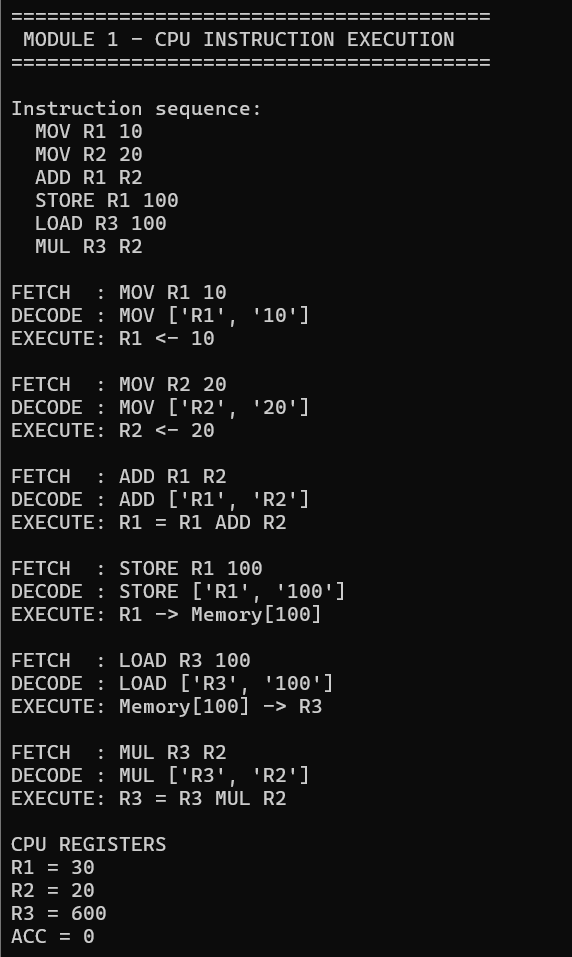 ========================================
 MODULE 1 - CPU INSTRUCTION EXECUTION
========================================

Instruction sequence:
  MOV R1 10
  MOV R2 20
  ADD R1 R2
  STORE R1 100
  LOAD R3 100
  MUL R3 R2

FETCH  : MOV R1 10
DECODE : MOV ['R1', '10']
EXECUTE: R1 <- 10

FETCH  : MOV R2 20
DECODE : MOV ['R2', '20']
EXECUTE: R2 <- 20

FETCH  : ADD R1 R2
DECODE : ADD ['R1', 'R2']
EXECUTE: R1 = R1 ADD R2

FETCH  : STORE R1 100
DECODE : STORE ['R1', '100']
EXECUTE: R1 -> Memory[100]

FETCH  : LOAD R3 100
DECODE : LOAD ['R3', '100']
EXECUTE: Memory[100] -> R3

FETCH  : MUL R3 R2
DECODE : MUL ['R3', 'R2']
EXECUTE: R3 = R3 MUL R2

CPU REGISTERS
R1 = 30
R2 = 20
R3 = 600
ACC = 0